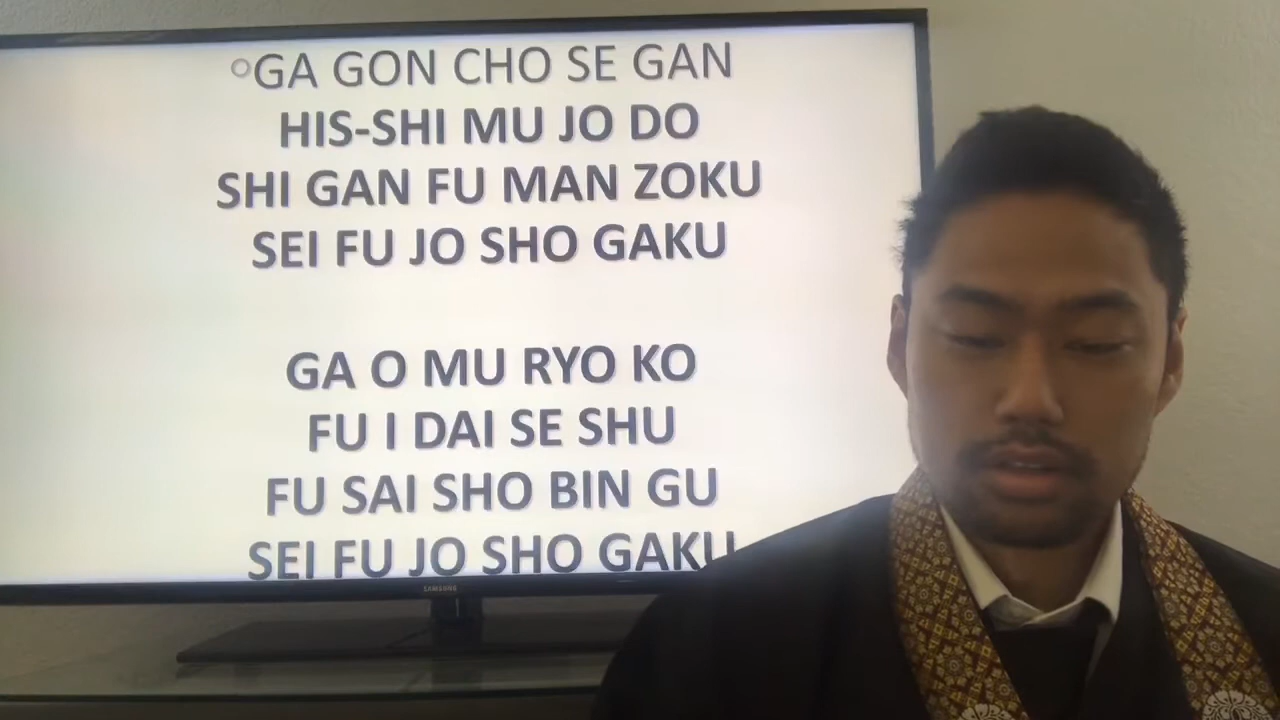 °GA GON CHO SE GAN
HIS-SHI MU JO DO
SHI GAN FU MAN ZOKU
SEI FU JO SHO GAKU
GA O MU RYO KO
FU I DAI SE SHU
FU SAI SHO BIN GU
SEI FU JO SHO GAKU
SAMSUNG